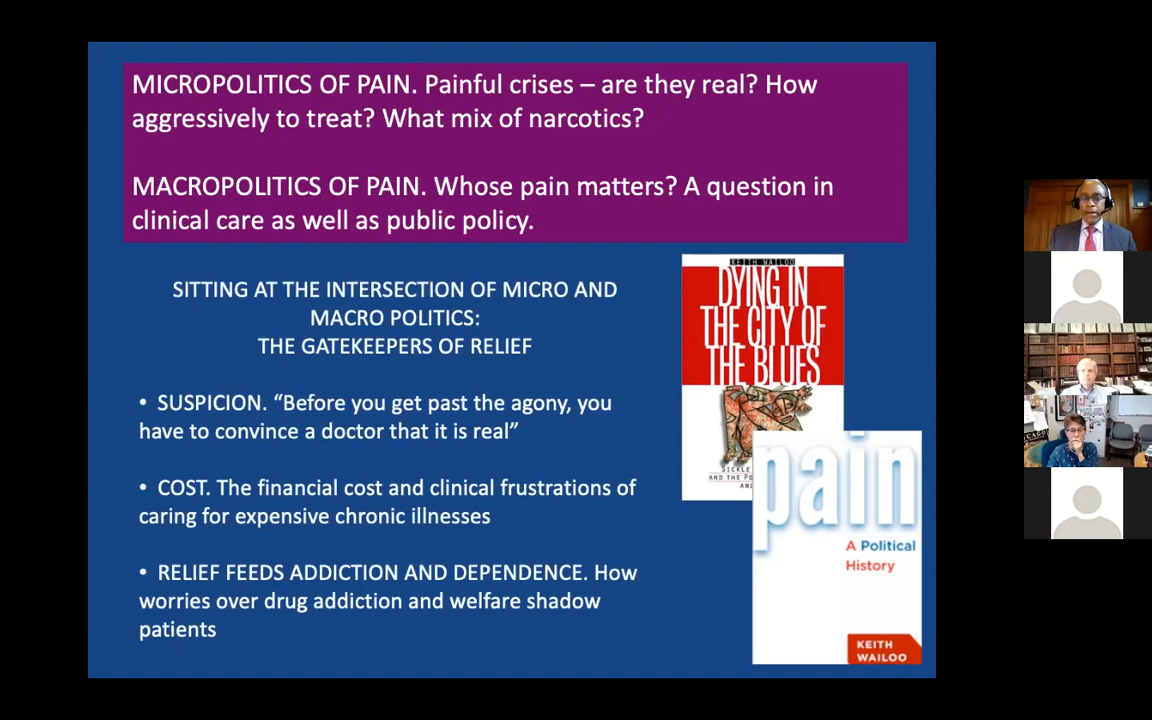 MICROPOLITICS OF PAIN. Painful crises – are they real? How
aggressively to treat? What mix of narcotics?
MACROPOLITICS OF PAIN. Whose pain matters? A question in
clinical care as well as public policy.
SITTING AT THE INTERSECTION OF MICRO AND
MACRO POLITICS:
THE GATEKEEPERS OF RELIEF
• SUSPICION. “Before you get past the agony, you
have to convince a doctor that it is real”
• COST. The financial cost and clinical frustrations of
caring for expensive chronic illnesses
• RELIEF FEEDS ADDICTION AND DEPENDENCE. How
worries over drug addiction and welfare shadow
patients
KEITH WAILOO
DYING IN
THE CITY OF
THE BLUES
SICKLE
AND THE PO
AN
pain
A Political
History
KEITH
WAILOO